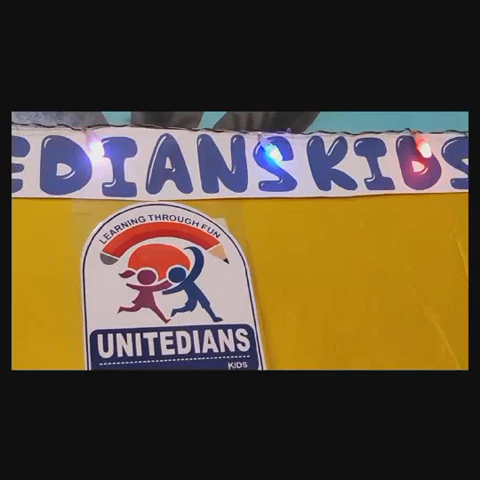 EDIANSKIDS
LEARNING THROUGH FUN
UNITEDIANS
KIDS